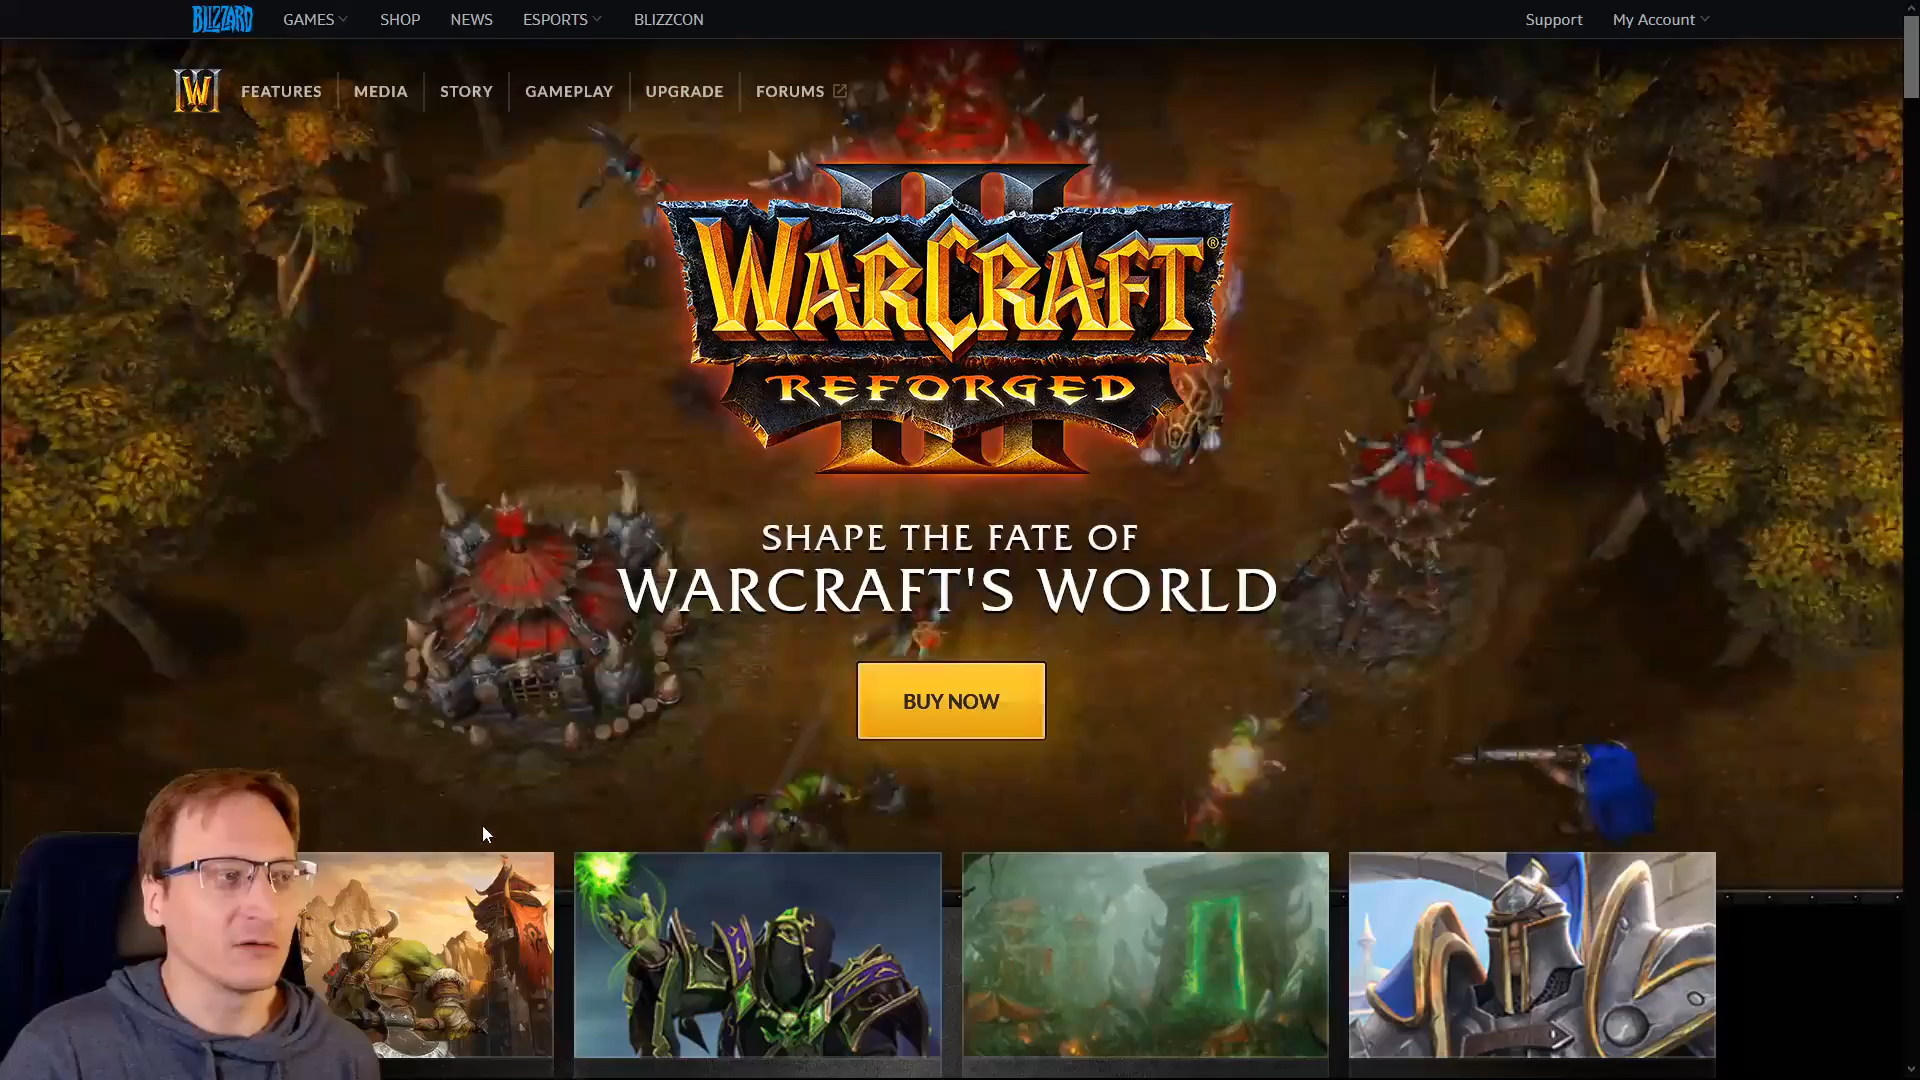 BLIZZARD GAMES SHOP NEWS ESPORTS BLIZZCON Support My Account
W FEATURES MEDIA STORY GAMEPLAY UPGRADE FORUMS
III
WARCRAFT®
REFORGED
SHAPE THE FATE OF
WARCRAFT'S WORLD
BUY NOW